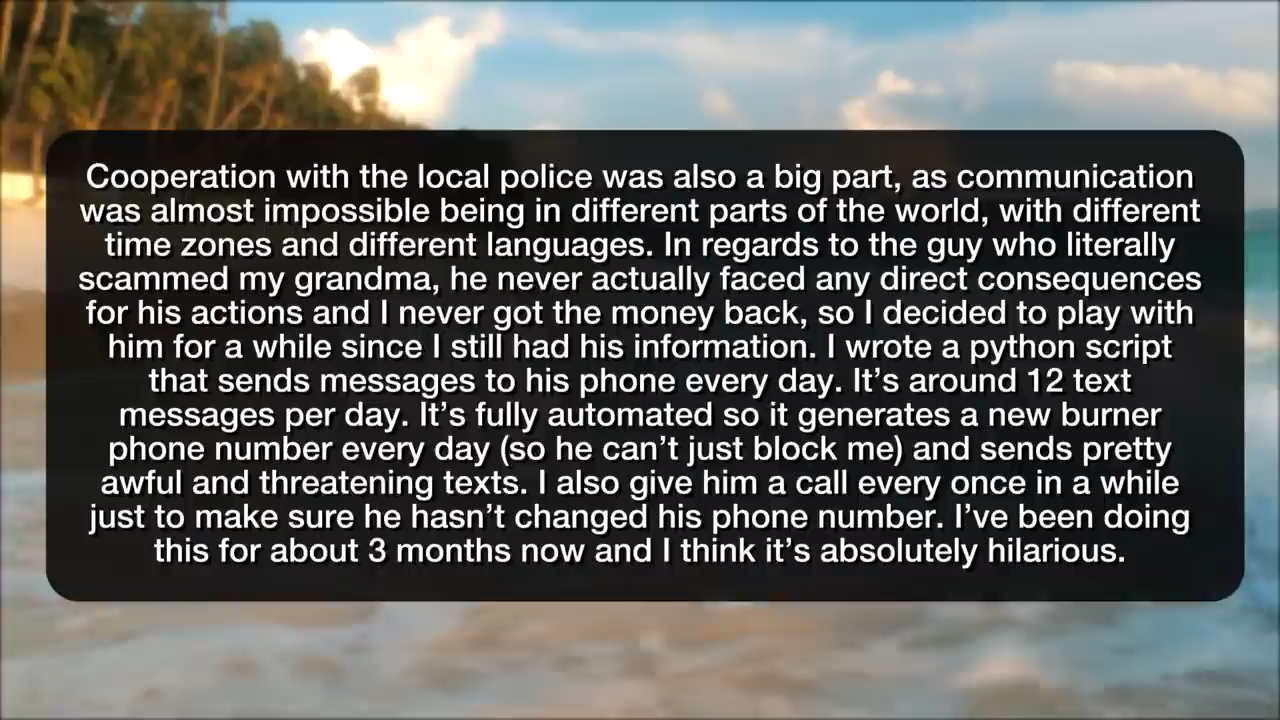 Cooperation with the local police was also a big part, as communication
was almost impossible being in different parts of the world, with different
time zones and different languages. In regards to the guy who literally
scammed my grandma, he never actually faced any direct consequences
for his actions and I never got the money back, so I decided to play with
him for a while since I still had his information. I wrote a python script
that sends messages to his phone every day. It’s around 12 text
messages per day. It’s fully automated so it generates a new burner
phone number every day (so he can’t just block me) and sends pretty
awful and threatening texts. I also give him a call every once in a while
just to make sure he hasn’t changed his phone number. I’ve been doing
this for about 3 months now and I think it’s absolutely hilarious.